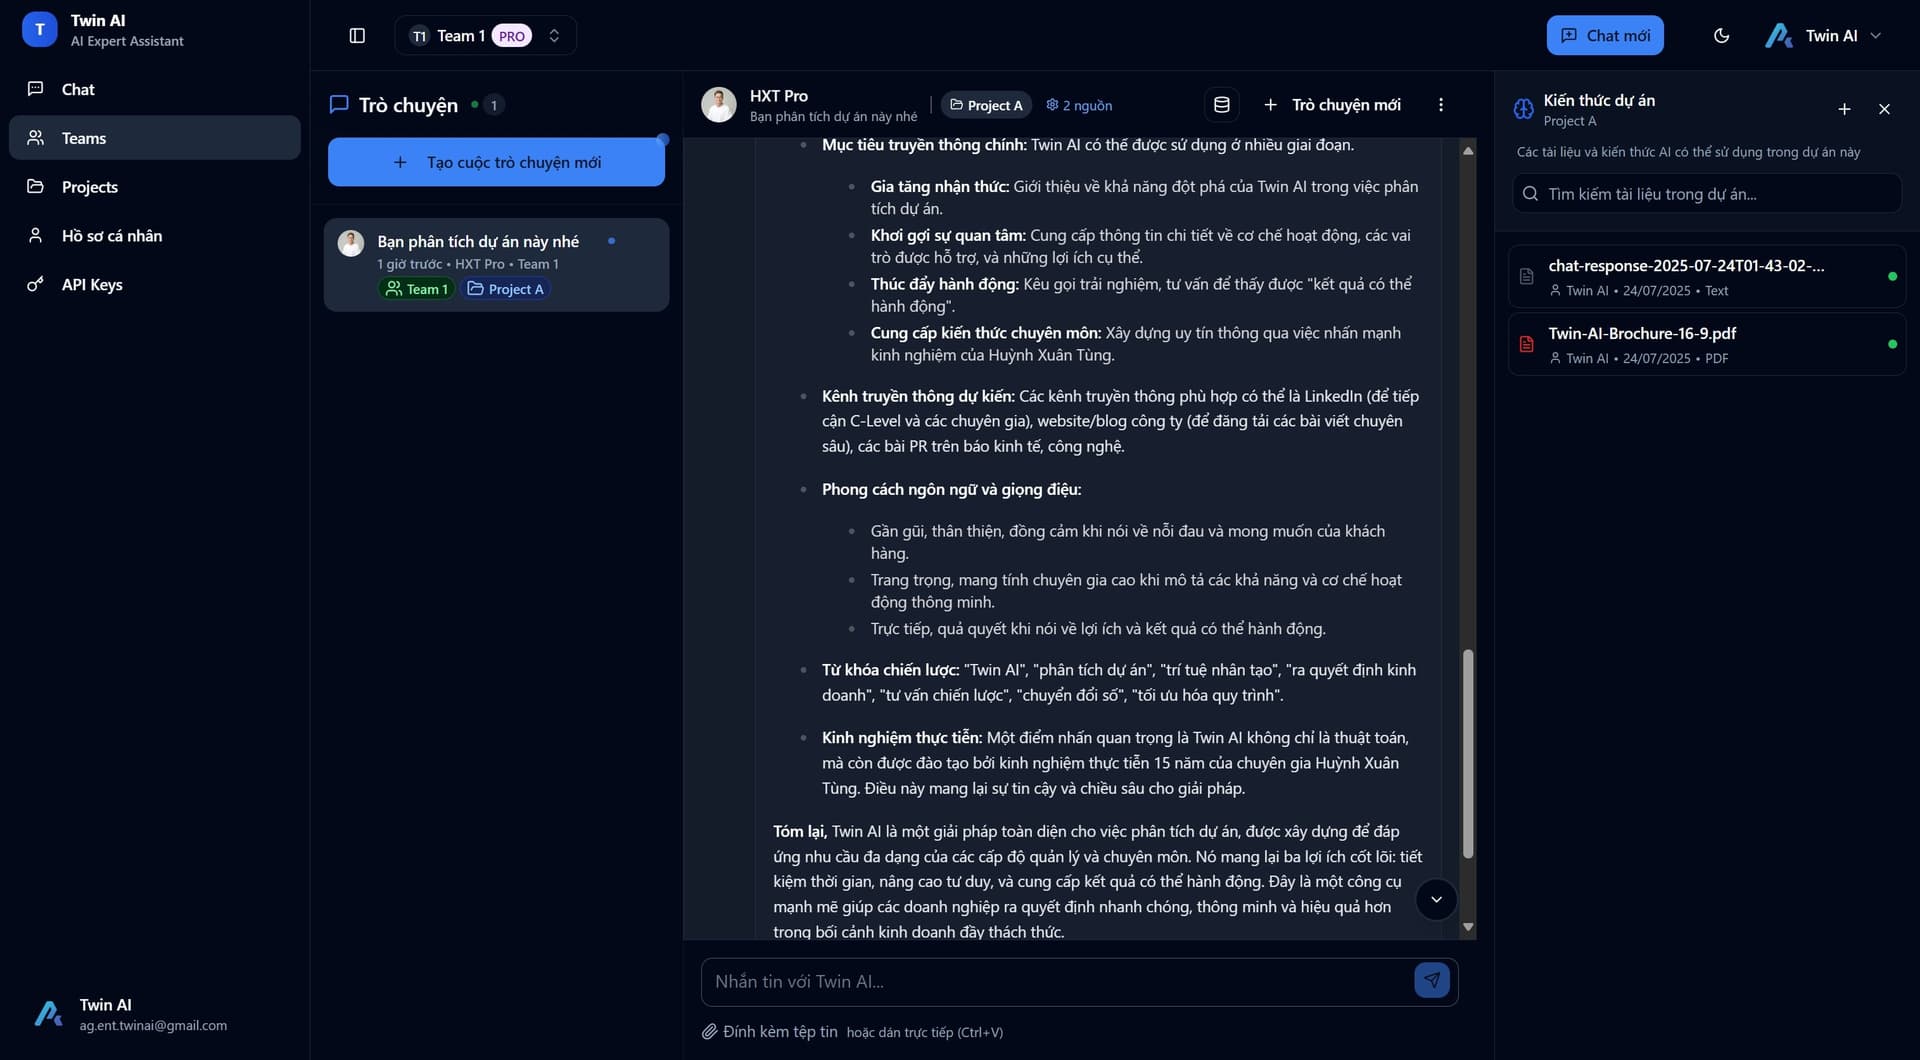 T
Twin AI
AI Expert Assistant
Chat
Teams
Projects
Hồ sơ cá nhân
API Keys
Twin AI
ag.ent.twinai@gmail.com
T1 Team 1 PRO
Chat mới
Twin AI
Trò chuyện 1
Tạo cuộc trò chuyện mới
Bạn phân tích dự án này nhé
1 giờ trước • HXT Pro • Team 1
Team 1 Project A
HXT Pro
Bạn phân tích dự án này nhé
Project A
2 nguồn
Trò chuyện mới
Mục tiêu truyền thông chính: Twin AI có thể được sử dụng ở nhiều giai đoạn.
Gia tăng nhận thức: Giới thiệu về khả năng đột phá của Twin AI trong việc phân
tích dự án.
Khơi gợi sự quan tâm: Cung cấp thông tin chi tiết về cơ chế hoạt động, các vai
trò được hỗ trợ, và những lợi ích cụ thể.
Thúc đẩy hành động: Kêu gọi trải nghiệm, tư vấn để thấy được "kết quả có thể
hành động".
Cung cấp kiến thức chuyên môn: Xây dựng uy tín thông qua việc nhấn mạnh
kinh nghiệm của Huỳnh Xuân Tùng.
Kênh truyền thông dự kiến: Các kênh truyền thông phù hợp có thể là LinkedIn (để tiếp
cận C-Level và các chuyên gia), website/blog công ty (để đăng tải các bài viết chuyên
sâu), các bài PR trên báo kinh tế, công nghệ.
Phong cách ngôn ngữ và giọng điệu:
Gần gũi, thân thiện, đồng cảm khi nói về nỗi đau và mong muốn của khách
hàng.
Trang trọng, mang tính chuyên gia cao khi mô tả các khả năng và cơ chế hoạt
động thông minh.
Trực tiếp, quả quyết khi nói về lợi ích và kết quả có thể hành động.
Từ khóa chiến lược: "Twin AI", "phân tích dự án", "trí tuệ nhân tạo", "ra quyết định kinh
doanh", "tư vấn chiến lược", "chuyển đổi số", "tối ưu hóa quy trình".
Kinh nghiệm thực tiễn: Một điểm nhấn quan trọng là Twin AI không chỉ là thuật toán,
mà còn được đào tạo bởi kinh nghiệm thực tiễn 15 năm của chuyên gia Huỳnh Xuân
Tùng. Điều này mang lại sự tin cậy và chiều sâu cho giải pháp.
Tóm lại, Twin AI là một giải pháp toàn diện cho việc phân tích dự án, được xây dựng để đáp
ứng nhu cầu đa dạng của các cấp độ quản lý và chuyên môn. Nó mang lại ba lợi ích cốt lõi: tiết
kiệm thời gian, nâng cao tư duy, và cung cấp kết quả có thể hành động. Đây là một công cụ
mạnh mẽ giúp các doanh nghiệp ra quyết định nhanh chóng, thông minh và hiệu quả hơn
trong bối cảnh kinh doanh đầy thách thức.
Nhắn tin với Twin AI...
Đính kèm tệp tin hoặc dán trực tiếp (Ctrl+V)
Kiến thức dự án
Project A
Các tài liệu và kiến thức AI có thể sử dụng trong dự án này
Tìm kiếm tài liệu trong dự án...
chat-response-2025-07-24T01-43-02-...
Twin AI • 24/07/2025 • Text
Twin-AI-Brochure-16-9.pdf
Twin AI • 24/07/2025 • PDF